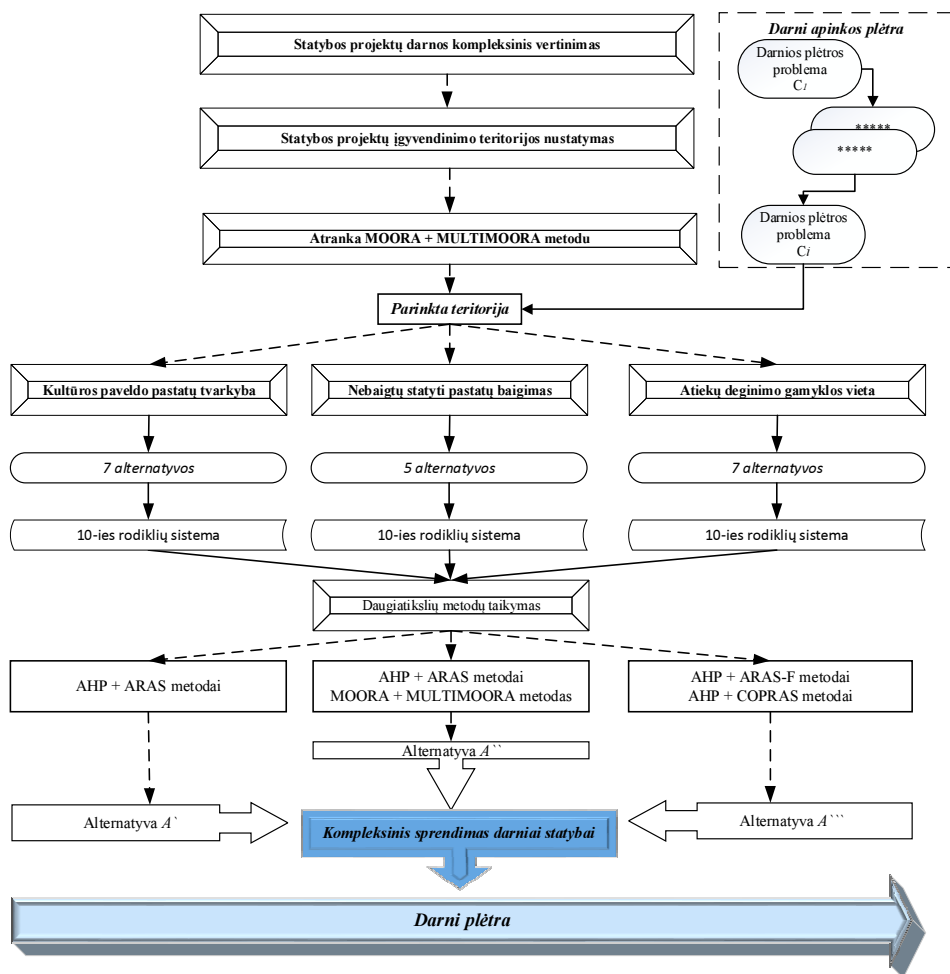 Statybos projektų darnos kompleksinis vertinimas
Darni apinkos plėtra
Darnios plėtros
problema
C1
*****
*****
Statybos projektų įgyvendinimo teritorijos nustatymas
Darnios plėtros
problema
Ci
Atranka MOORA + MULTIMOORA metodu
Parinkta teritorija
Kultūros paveldo pastatų tvarkyba
Nebaigtų statyti pastatų baigimas
Atiekų deginimo gamyklos vieta
7 alternatyvos
5 alternatyvos
7 alternatyvos
10-ies rodiklių sistema
10-ies rodiklių sistema
10-ies rodiklių sistema
Daugiatikslių metodų taikymas
AHP + ARAS metodai
AHP + ARAS metodai
MOORA + MULTIMOORA metodas
AHP + ARAS-F metodai
AHP + COPRAS metodai
Alternatyva A``
Alternatyva A`
Alternatyva A```
Kompleksinis sprendimas darniai statybai
Darni plėtra